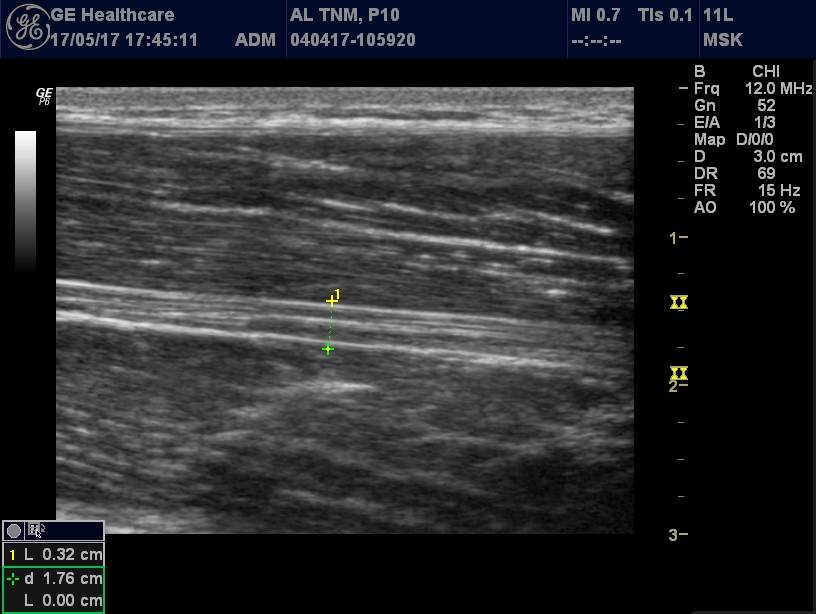 GE Healthcare
17/05/17 17:45:11 ADM
AL TNM, P10
040417-105920
MI 0.7 TIs 0.1
--:--:--
11L
MSK
GE
P6
B CHI
Frq 12.0 MHz
Gn 52
E/A 1/3
Map D/0/0
D 3.0 cm
DR 69
FR 15 Hz
AO 100 %
1
1
2
3
1 L 0.32 cm
d 1.76 cm
L 0.00 cm